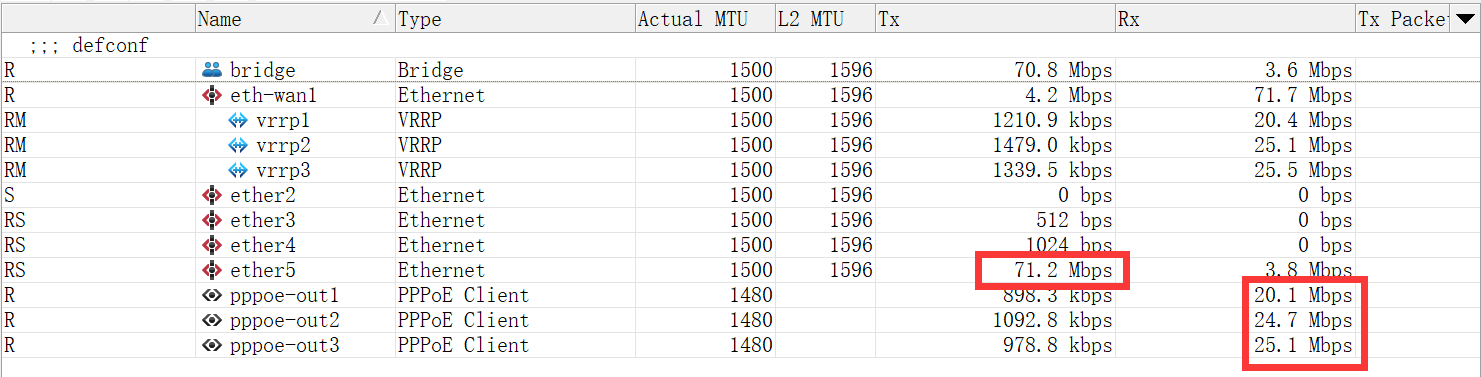 Name Type Actual MTU L2 MTU Tx Rx Tx Packe
;;; defconf
R bridge Bridge 1500 1596 70.8 Mbps 3.6 Mbps
R eth-wan1 Ethernet 1500 1596 4.2 Mbps 71.7 Mbps
RM vrrp1 VRRP 1500 1596 1210.9 kbps 20.4 Mbps
RM vrrp2 VRRP 1500 1596 1479.0 kbps 25.1 Mbps
RM vrrp3 VRRP 1500 1596 1339.5 kbps 25.5 Mbps
S ether2 Ethernet 1500 1596 0 bps 0 bps
RS ether3 Ethernet 1500 1596 512 bps 0 bps
RS ether4 Ethernet 1500 1596 1024 bps 0 bps
RS ether5 Ethernet 1500 1596 71.2 Mbps 3.8 Mbps
R pppoe-out1 PPPoE Client 1480 898.3 kbps 20.1 Mbps
R pppoe-out2 PPPoE Client 1480 1092.8 kbps 24.7 Mbps
R pppoe-out3 PPPoE Client 1480 978.8 kbps 25.1 Mbps